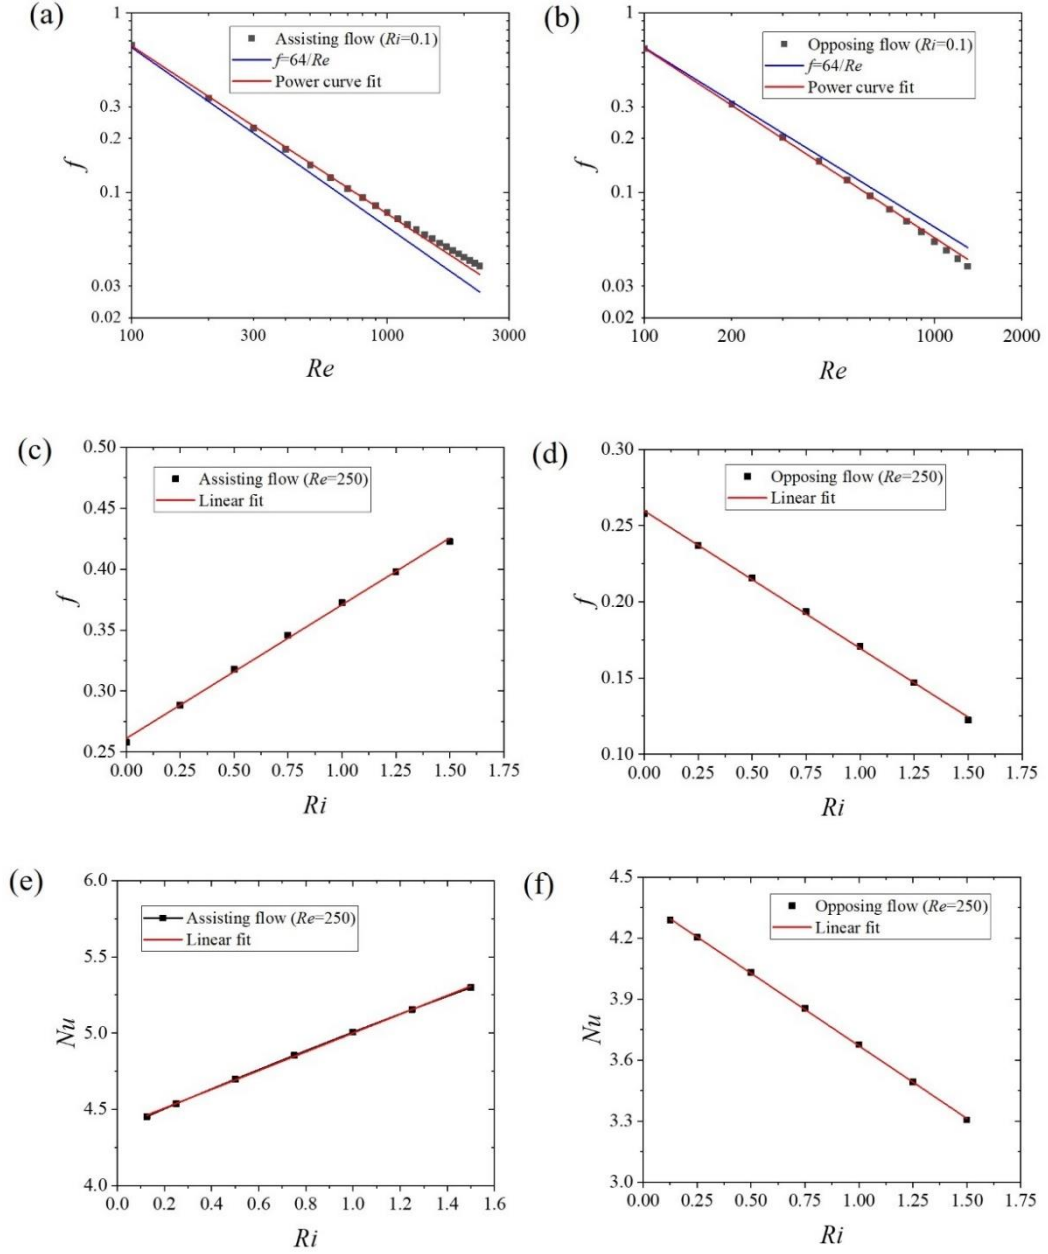 (a)
1
0.3
0.2
0.1
0.03
0.02
f
Assisting flow (Ri=0.1)
f=64/Re
Power curve fit
100
300
1000
3000
Re
(b)
1
0.3
0.2
0.1
0.03
0.02
f
Opposing flow (Ri=0.1)
f=64/Re
Power curve fit
100
200
1000
2000
Re
(c)
0.50
0.45
0.40
0.35
0.30
0.25
f
Assisting flow (Re=250)
Linear fit
0.00
0.25
0.50
0.75
1.00
1.25
1.50
1.75
Ri
(d)
0.30
0.25
0.20
0.15
0.10
f
Opposing flow (Re=250)
Linear fit
0.00
0.25
0.50
0.75
1.00
1.25
1.50
1.75
Ri
(e)
6.0
5.5
5.0
4.5
4.0
Nu
Assisting flow (Re=250)
Linear fit
0.0
0.2
0.4
0.6
0.8
1.0
1.2
1.4
1.6
Ri
(f)
4.5
4.2
3.9
3.6
3.3
3.0
Nu
Opposing flow (Re=250)
Linear fit
0.00
0.25
0.50
0.75
1.00
1.25
1.50
1.75
Ri